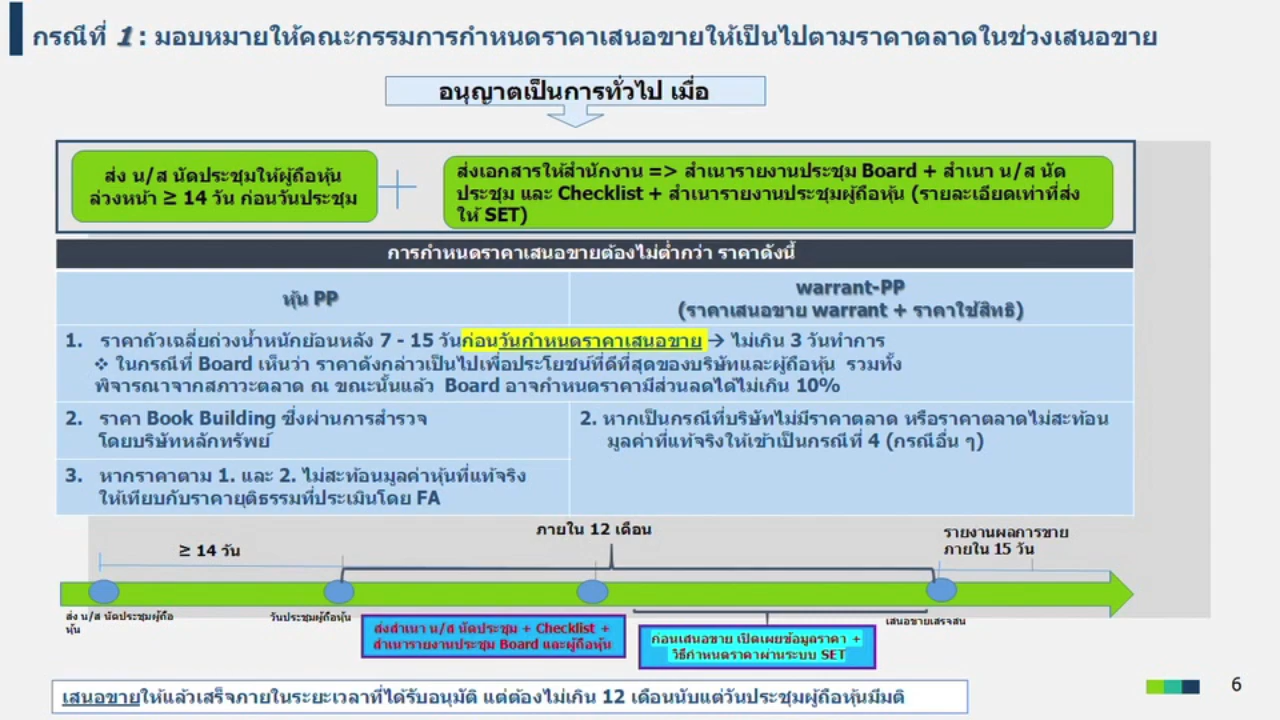 กรณีที่ 1 : มอบหมายให้คณะกรรมการกำหนดราคาเสนอขายให้เป็นไปตามราคาตลาดในช่วงเสนอขาย
อนุญาตเป็นการทั่วไป เมื่อ
ส่ง น/ส นัดประชุมให้ผู้ถือหุ้น
ล่วงหน้า ≥ 14 วัน ก่อนวันประชุม
ส่งเอกสารให้สำนักงาน => สำเนารายงานประชุม Board + สำเนา น/ส นัด
ประชุม และ Checklist + สำเนารายงานประชุมผู้ถือหุ้น (รายละเอียดเท่าที่ส่ง
ให้ SET)
การกำหนดราคาเสนอขายต้องไม่ต่ำกว่า ราคาดังนี้
หุ้น PP
warrant-PP
(ราคาเสนอขาย warrant + ราคาใช้สิทธิ)
1. ราคาถัวเฉลี่ยถ่วงน้ำหนักย้อนหลัง 7 - 15 วันก่อนวันกำหนดราคาเสนอขาย → ไม่เกิน 3 วันทำการ
❖ ในกรณีที่ Board เห็นว่า ราคาดังกล่าวเป็นไปเพื่อประโยชน์ที่ดีที่สุดของบริษัทและผู้ถือหุ้น รวมทั้ง
พิจารณาจากสภาวะตลาด ณ ขณะนั้นแล้ว Board อาจกำหนดราคามีส่วนลดได้ไม่เกิน 10%
2. ราคา Book Building ซึ่งผ่านการสำรวจ
โดยบริษัทหลักทรัพย์
2. หากเป็นกรณีที่บริษัทไม่มีราคาตลาด หรือราคาตลาดไม่สะท้อน
มูลค่าที่แท้จริงให้เข้าเป็นกรณีที่ 4 (กรณีอื่น ๆ)
3. หากราคาตาม 1. และ 2. ไม่สะท้อนมูลค่าหุ้นที่แท้จริง
ให้เทียบกับราคายุติธรรมที่ประเมินโดย FA
ภายใน 12 เดือน
รายงานผลการขาย
ภายใน 15 วัน
≥ 14 วัน
ส่ง น/ส นัดประชุมผู้ถือ
หุ้น
วันประชุมผู้ถือหุ้น
ส่งสำเนา น/ส นัดประชุม + Checklist +
สำเนารายงานประชุม Board และผู้ถือหุ้น
ก่อนเสนอขาย เปิดเผยข้อมูลราคา +
วิธีกำหนดราคาผ่านระบบ SET
เสนอขายเสร็จสิ้น
เสนอขายให้แล้วเสร็จภายในระยะเวลาที่ได้รับอนุมัติ แต่ต้องไม่เกิน 12 เดือนนับแต่วันประชุมผู้ถือหุ้นมีมติ
6